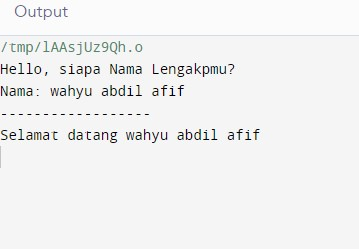 Output
/tmp/lAAsjUz9Qh.o
Hello, siapa Nama Lengakpmu?
Nama: wahyu abdil afif
------------------
Selamat datang wahyu abdil afif